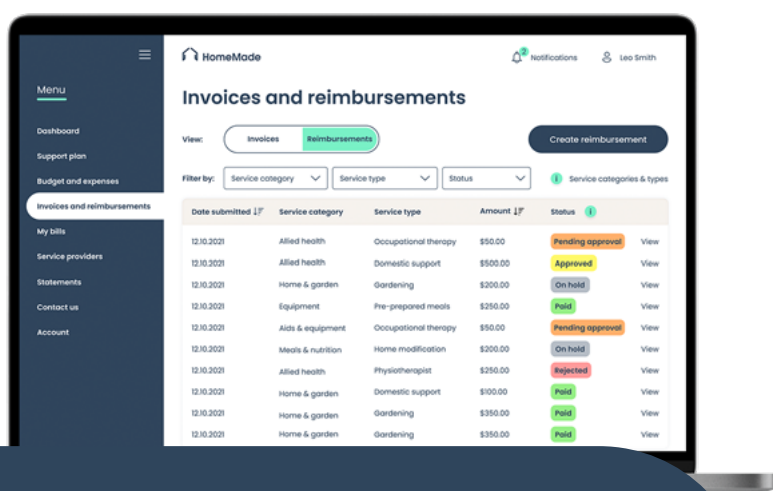 HomeMade
2
Notifications
Leo Smith
Menu
Dashboard
Support plan
Budget and expenses
Invoices and reimbursements
My bills
Service providers
Statements
Contact us
Account
Invoices and reimbursements
View: Invoices Reimbursements
Create reimbursement
Filter by: Service category Service type Status i Service categories & types
Date submitted Service category Service type Amount Status i
12.10.2021 Allied health Occupational therapy $50.00 Pending approval View
12.10.2021 Allied health Domestic support $500.00 Approved View
12.10.2021 Home & garden Gardening $200.00 On hold View
12.10.2021 Equipment Pre-prepared meals $250.00 Paid View
12.10.2021 Aids & equipment Occupational therapy $50.00 Pending approval View
12.10.2021 Meals & nutrition Home modification $200.00 On hold View
12.10.2021 Allied health Physiotherapist $250.00 Rejected View
12.10.2021 Home & garden Domestic support $100.00 Paid View
12.10.2021 Home & garden Gardening $350.00 Paid View
12.10.2021 Home & garden Gardening $350.00 Paid View